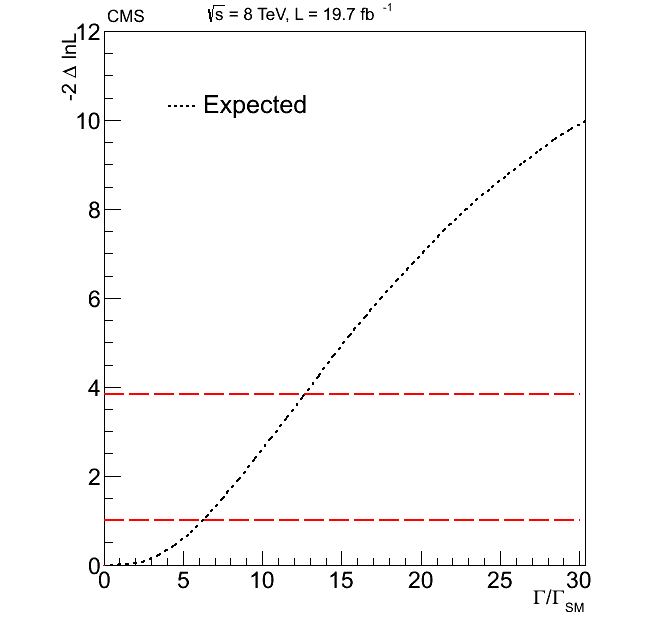 CMS √s = 8 TeV, L = 19.7 fb⁻¹
-2 Δ lnL
12
10
8
6
4
2
0
Expected
0 5 10 15 20 25 30
Γ/Γ_SM